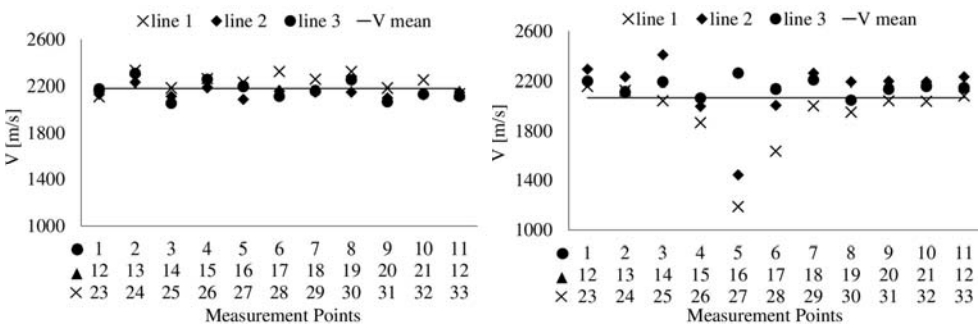 line 1 line 2 line 3 V mean
2600
2200
1800
1400
1000
V [m/s]
1 2 3 4 5 6 7 8 9 10 11
12 13 14 15 16 17 18 19 20 21 12
23 24 25 26 27 28 29 30 31 32 33
Measurement Points
line 1 line 2 line 3 V mean
2600
2200
1800
1400
1000
V [m/s]
1 2 3 4 5 6 7 8 9 10 11
12 13 14 15 16 17 18 19 20 21 12
23 24 25 26 27 28 29 30 31 32 33
Measurement Points